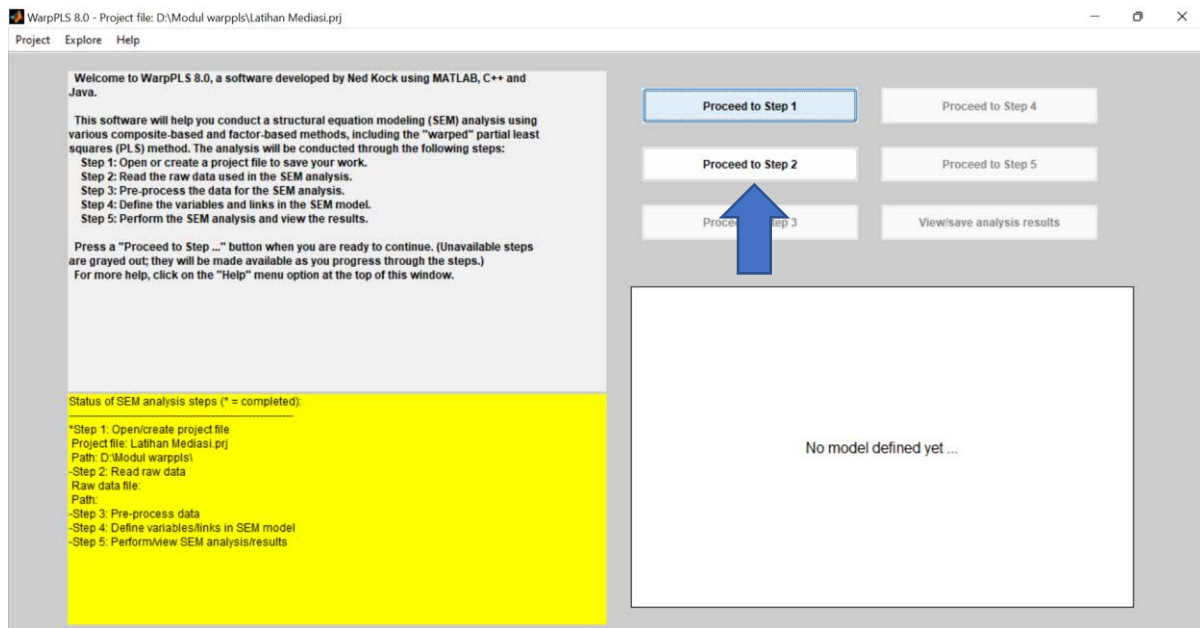 WarpPLS 8.0 - Project file: D:\Modul warppls\Latihan Mediasi.prj
Project Explore Help
Welcome to WarpPLS 8.0, a software developed by Ned Kock using MATLAB, C++ and
Java.
This software will help you conduct a structural equation modeling (SEM) analysis using
various composite-based and factor-based methods, including the "warped" partial least
squares (PLS) method. The analysis will be conducted through the following steps:
Step 1: Open or create a project file to save your work.
Step 2: Read the raw data used in the SEM analysis.
Step 3: Pre-process the data for the SEM analysis.
Step 4: Define the variables and links in the SEM model.
Step 5: Perform the SEM analysis and view the results.
Press a "Proceed to Step ..." button when you are ready to continue. (Unavailable steps
are grayed out; they will be made available as you progress through the steps.)
For more help, click on the "Help" menu option at the top of this window.
Status of SEM analysis steps (* = completed):
------------------------------------------------------------
*Step 1: Open/create project file
Project file: Latihan Mediasi.prj
Path: D:\Modul warppls\
-Step 2: Read raw data
Raw data file:
Path:
-Step 3: Pre-process data
-Step 4: Define variables/links in SEM model
-Step 5: Perform/view SEM analysis/results
Proceed to Step 1
Proceed to Step 4
Proceed to Step 2
Proceed to Step 5
3
View/save analysis results
No model defined yet ...